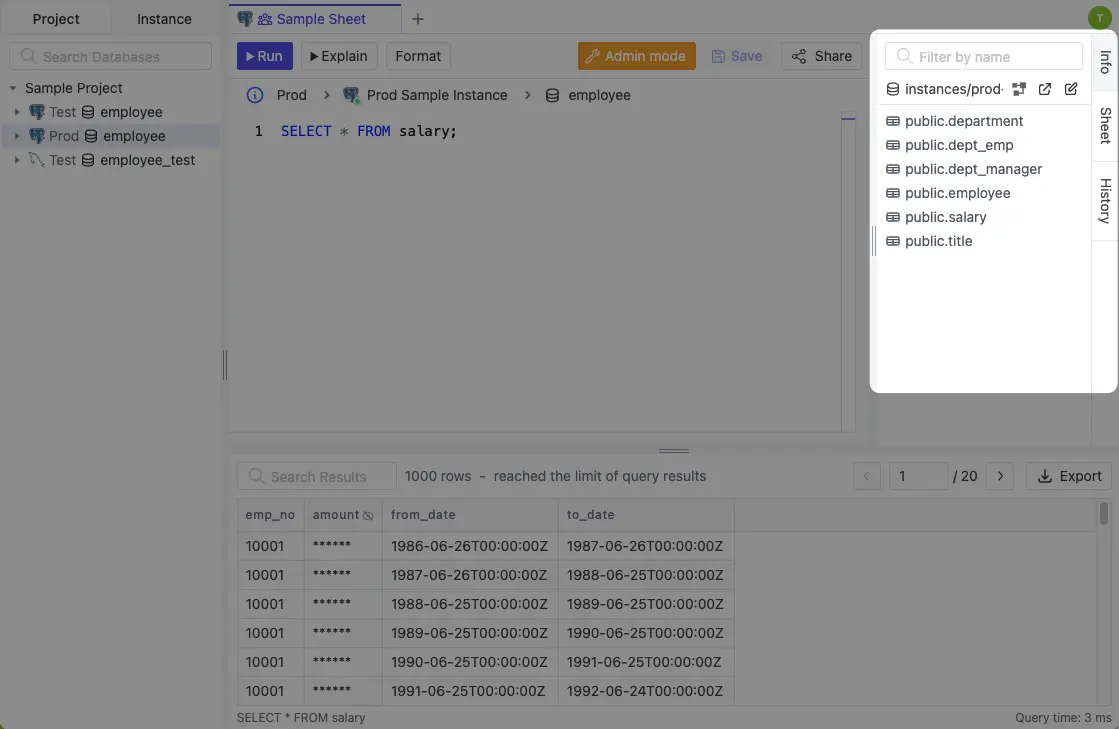 Project
Instance
Search Databases
Sample Project
Test employee
Prod employee
Test employee_test
Sample Sheet
Run
Explain
Format
Admin mode
Save
Share
Prod > Prod Sample Instance > employee
1 SELECT * FROM salary;
T
Filter by name
instances/prod-
public.department
public.dept_emp
public.dept_manager
public.employee
public.salary
public.title
Info
Sheet
History
Search Results
1000 rows - reached the limit of query results
< 1 / 20 >
Export
emp_no amount from_date to_date
10001 ****** 1986-06-26T00:00:00Z 1987-06-26T00:00:00Z
10001 ****** 1987-06-26T00:00:00Z 1988-06-25T00:00:00Z
10001 ****** 1988-06-25T00:00:00Z 1989-06-25T00:00:00Z
10001 ****** 1989-06-25T00:00:00Z 1990-06-25T00:00:00Z
10001 ****** 1990-06-25T00:00:00Z 1991-06-25T00:00:00Z
10001 ****** 1991-06-25T00:00:00Z 1992-06-24T00:00:00Z
SELECT * FROM salary
Query time: 3 ms